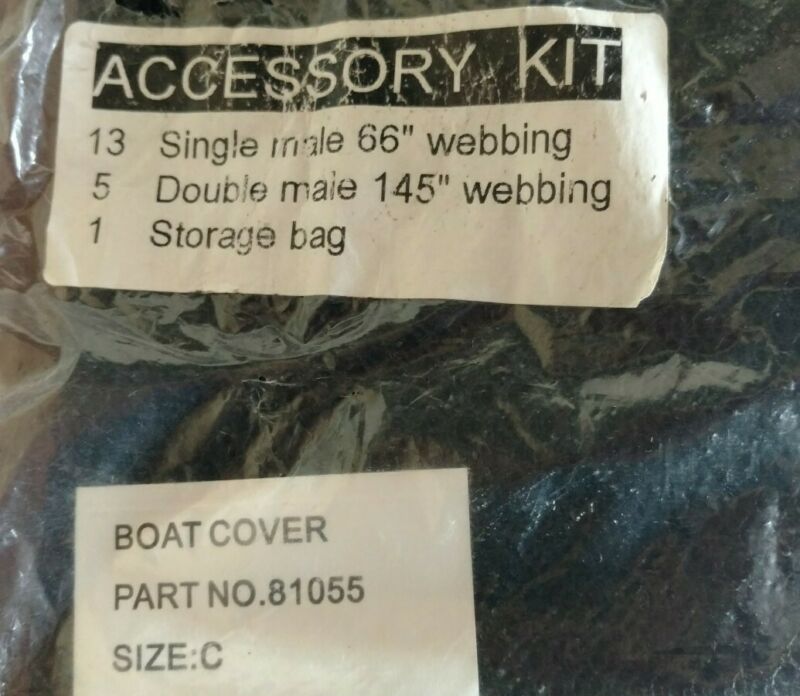 ACCESSORY KIT
13 Single male 66" webbing
5 Double male 145" webbing
1 Storage bag
BOAT COVER
PART NO.81055
SIZE:C